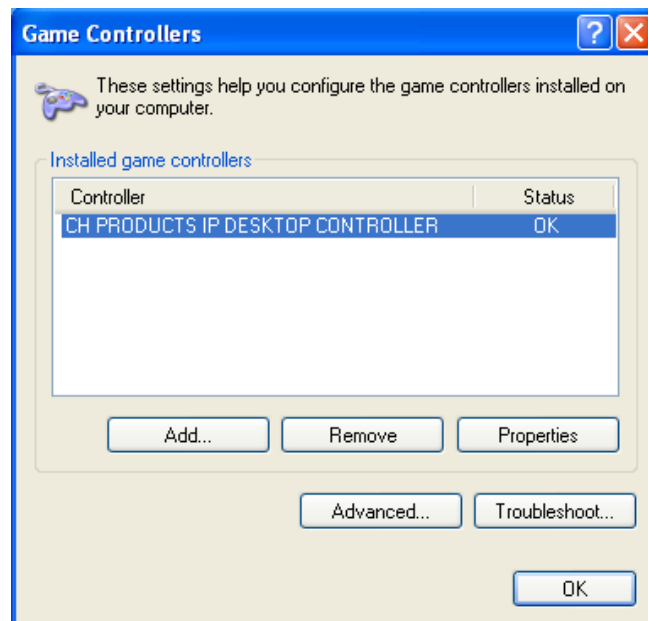 Game Controllers
?
These settings help you configure the game controllers installed on
your computer.
Installed game controllers
Controller Status
CH PRODUCTS IP DESKTOP CONTROLLER OK
Add... Remove Properties
Advanced... Troubleshoot...
OK